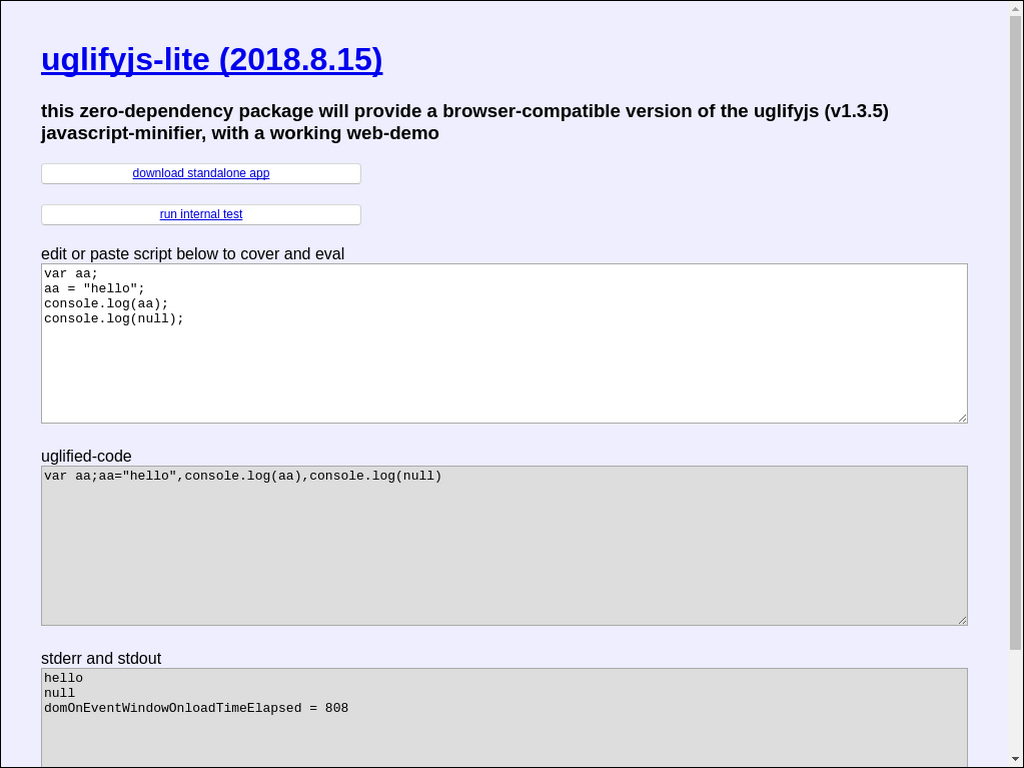 uglifyjs-lite (2018.8.15)
this zero-dependency package will provide a browser-compatible version of the uglifyjs (v1.3.5)
javascript-minifier, with a working web-demo
download standalone app
run internal test
edit or paste script below to cover and eval
var aa;
aa = "hello";
console.log(aa);
console.log(null);
uglified-code
var aa;aa="hello",console.log(aa),console.log(null)
stderr and stdout
hello
null
domOnEventWindowOnloadTimeElapsed = 808